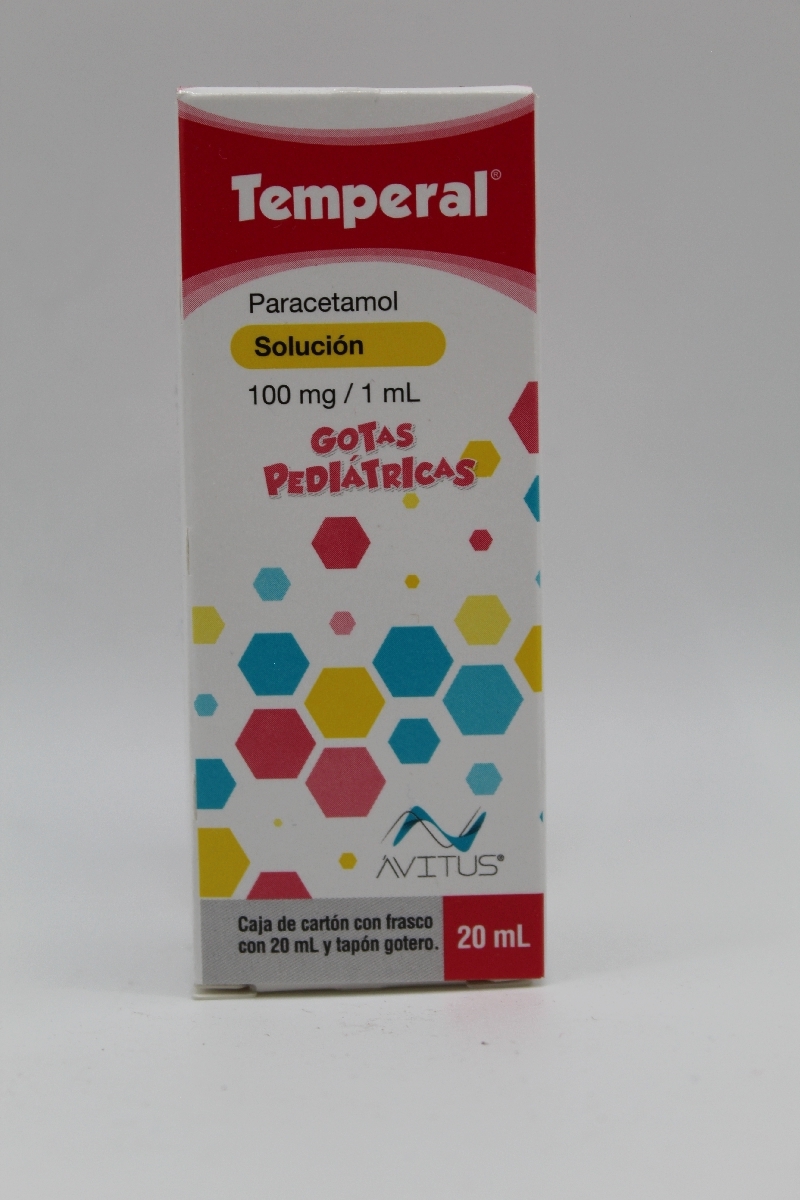 Temperal®
Paracetamol
Solución
100 mg / 1 mL
GOTAS
PEDIÁTRICAS
ÁVITUS®
Caja de cartón con frasco
con 20 mL y tapón gotero.
20 mL